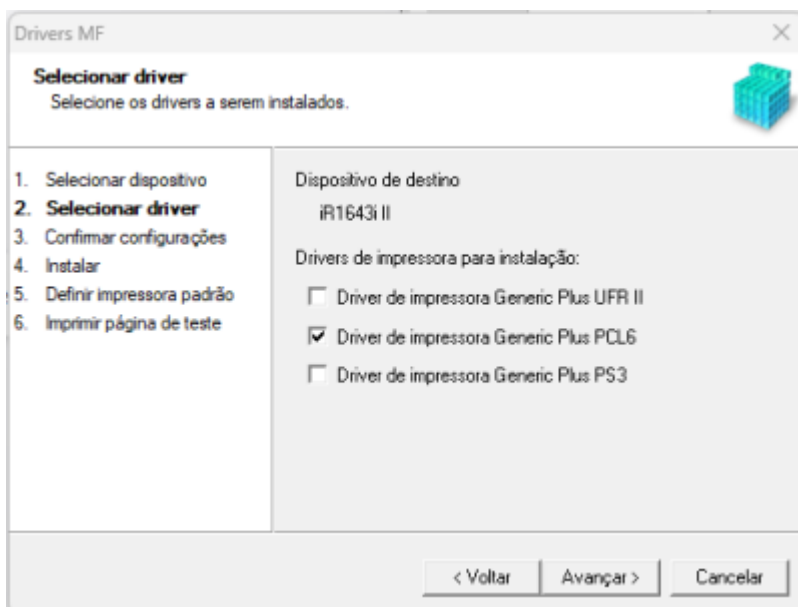 Drivers MF
Selecionar driver
Selecione os drivers a serem instalados.
1. Selecionar dispositivo
2. Selecionar driver
3. Confirmar configurações
4. Instalar
5. Definir impressora padrão
6. Imprimir página de teste
Dispositivo de destino
iR1643i II
Drivers de impressora para instalação:
Driver de impressora Generic Plus UFR II
Driver de impressora Generic Plus PCL6
Driver de impressora Generic Plus PS3
< Voltar
Avançar >
Cancelar